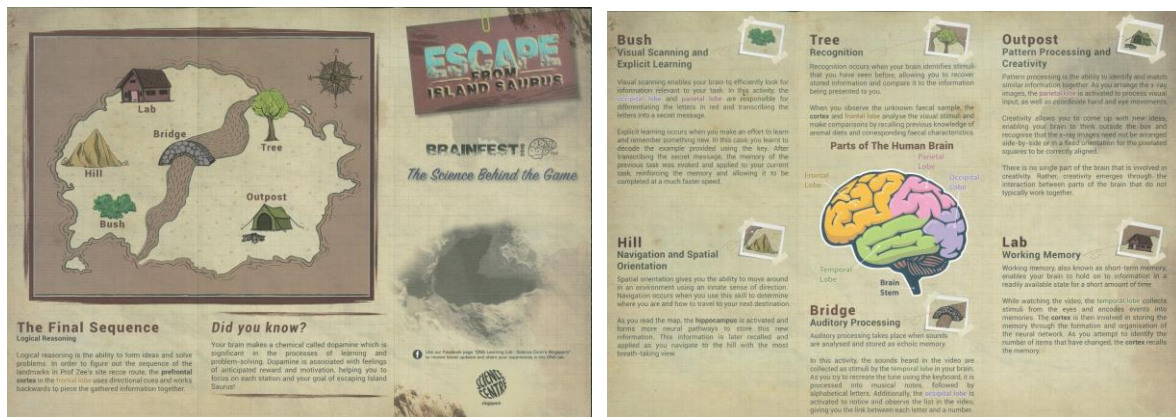 Lab
Bridge
Tree
Hill
Outpost
Bush
N
The Final Sequence
Logical Reasoning
Logical Reasoning is the ability to form ideas and solve
problems. In order to figure out the sequence of the
landmarks in Prof Zee's site recce route, the prefrontal
cortex in the frontal lobe uses directional cues and works
backwards to piece the gathered information together.
Did you know?
Your brain makes a chemical called dopamine which is
significant in the processes of learning and
problem-solving. Dopamine is associated with feelings
of anticipated reward and motivation, helping you to
focus on each station and your goal of escaping Island
Saurus!
ESCAPE
FROM
ISLAND SAURUS
BRAINFEST!
The Science Behind the Game
SCIENCE
CENTRE
singapore
Bush
Visual Scanning and
Explicit Learning
Visual scanning enables your brain to efficiently look for
information relevant to your task. In this activity, the
occipital lobe and parietal lobe are responsible for
differentiating the letters in red and transcribing the
letters into a secret message.
Explicit learning occurs when you make an effort to learn
and remember something new. In this case, you learnt to
decode the example provided using the key. After
transcribing the secret message, the memory of the
previous task was evoked and applied to your current
task, reinforcing the memory and allowing it to be
completed at a much faster speed.
Hill
Navigation and Spatial
Orientation
Spatial orientation gives you the ability to move around
in an environment using an innate sense of direction.
Navigation occurs when you use this skill to determine
where you are and how to travel to your next destination.
As you read the map, the hippocampus is activated and
forms more neural pathways to store this new
information. This information is later recalled and
applied as you navigate to the hill with the most
breath-taking view.
Tree
Recognition
Recognition occurs when your brain identifies stimuli
that you have seen before, allowing you to recover
stored information and compare it to the information
being presented to you.
When you observe the unknown faecal sample, the
cortex and frontal lobe analyse the visual stimuli and
make comparisons by recalling previous knowledge of
animal diets and corresponding faecal characteristics.
Parts of The Human Brain
Parietal
Lobe
Frontal
Lobe
Occipital
Lobe
Temporal
Lobe
Brain
Stem
Bridge
Auditory Processing
Auditory processing takes place when sounds
are analysed and stored as echoic memory.
In this activity, the sounds heard in the video are
collected as stimuli by the temporal lobe in your brain.
As you try to recreate the tune using the keyboard, it is
processed into musical notes, followed by
alphabetical letters. Additionally, the occipital lobe is
activated to notice and observe the list in the video,
giving you the link between each letter and a number.
Outpost
Pattern Processing and
Creativity
Pattern processing is the ability to identify and match
similar information together. As you arrange the x-ray
images, the parietal lobe is activated to process visual
input, as well as coordinate hand and eye movements.
Creativity allows you to come up with new ideas,
enabling your brain to think outside the box and
recognise that the x-ray images need not be arranged
side-by-side or in a fixed orientation for the pixelated
squares to be correctly aligned.
There is no single part of the brain that is involved in
creativity. Rather, creativity emerges through the
interaction between parts of the brain that do not
typically work together.
Lab
Working Memory
Working memory, also known as short-term memory,
enables your brain to hold on to information in a
readily available state for a short amount of time.
While watching the video, the temporal lobe collects
stimuli from the eyes and encodes events into
memories. The cortex is then involved in storing the
memory through the formation and organisation of the
neural network. As you attempt to identify the
number of items that have changed, the cortex recalls
the memory.